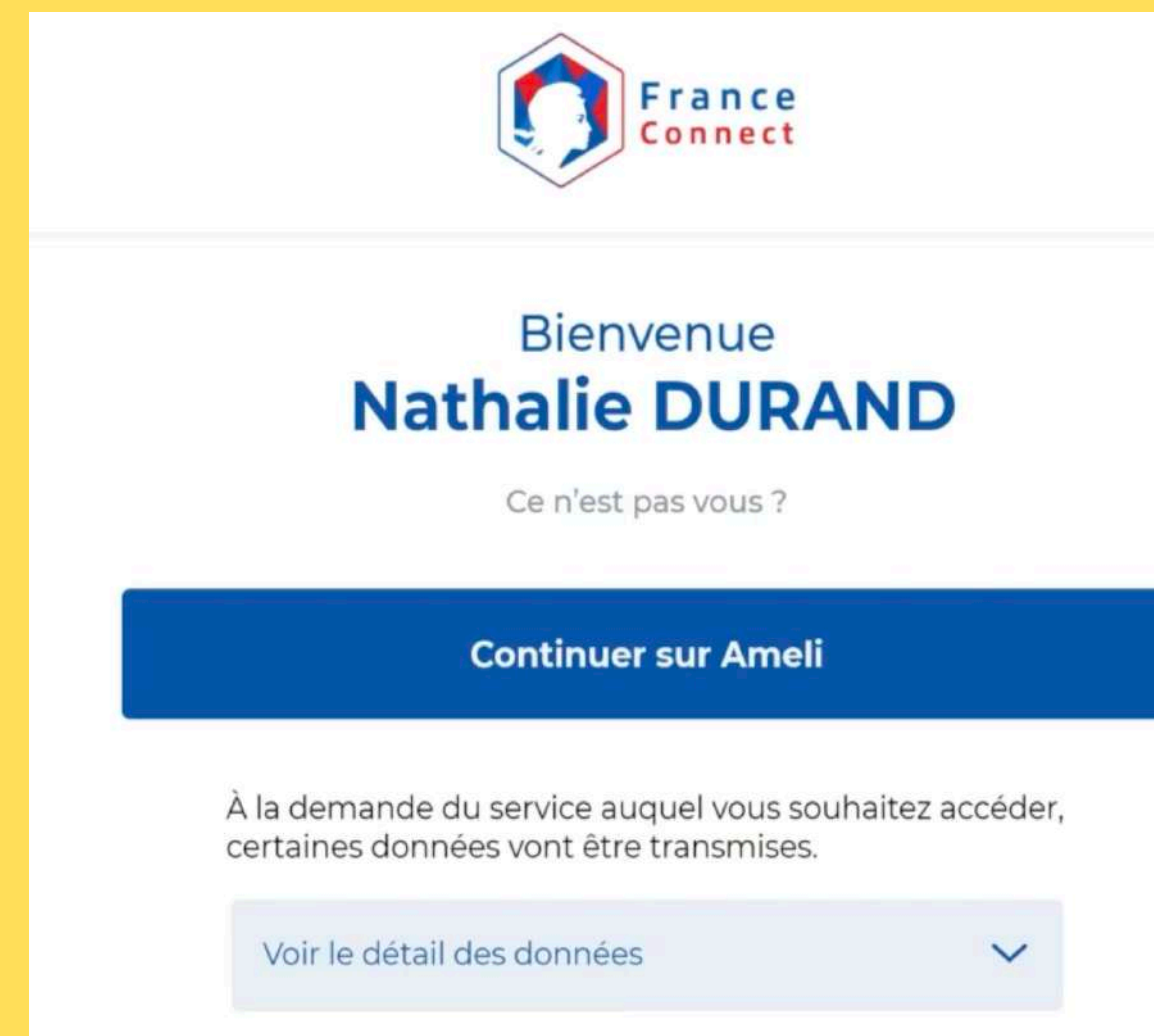 France
Connect
Bienvenue
Nathalie DURAND
Ce n'est pas vous ?
Continuer sur Ameli
À la demande du service auquel vous souhaitez accéder,
certaines données vont être transmises.
Voir le détail des données